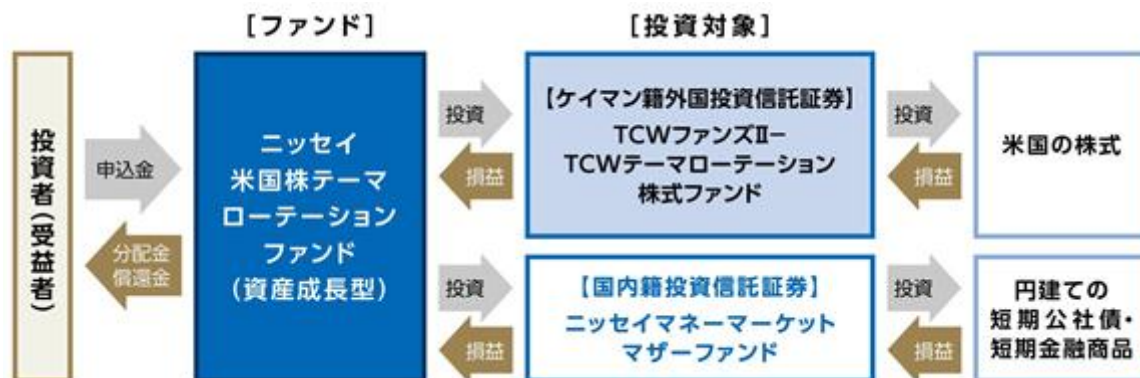 [ファンド]
[投資対象]
投資者(受益者)
申込金
分配金
償還金
ニッセイ
米国株テーマ
ローテーション
ファンド
(資産成長型)
投資
損益
【ケイマン籍外国投資信託証券】
TCWファンズⅡー
TCWテーマローテーション
株式ファンド
投資
損益
米国の株式
投資
損益
【国内籍投資信託証券】
ニッセイマネーマーケット
マザーファンド
投資
損益
円建ての
短期公社債・
短期金融商品